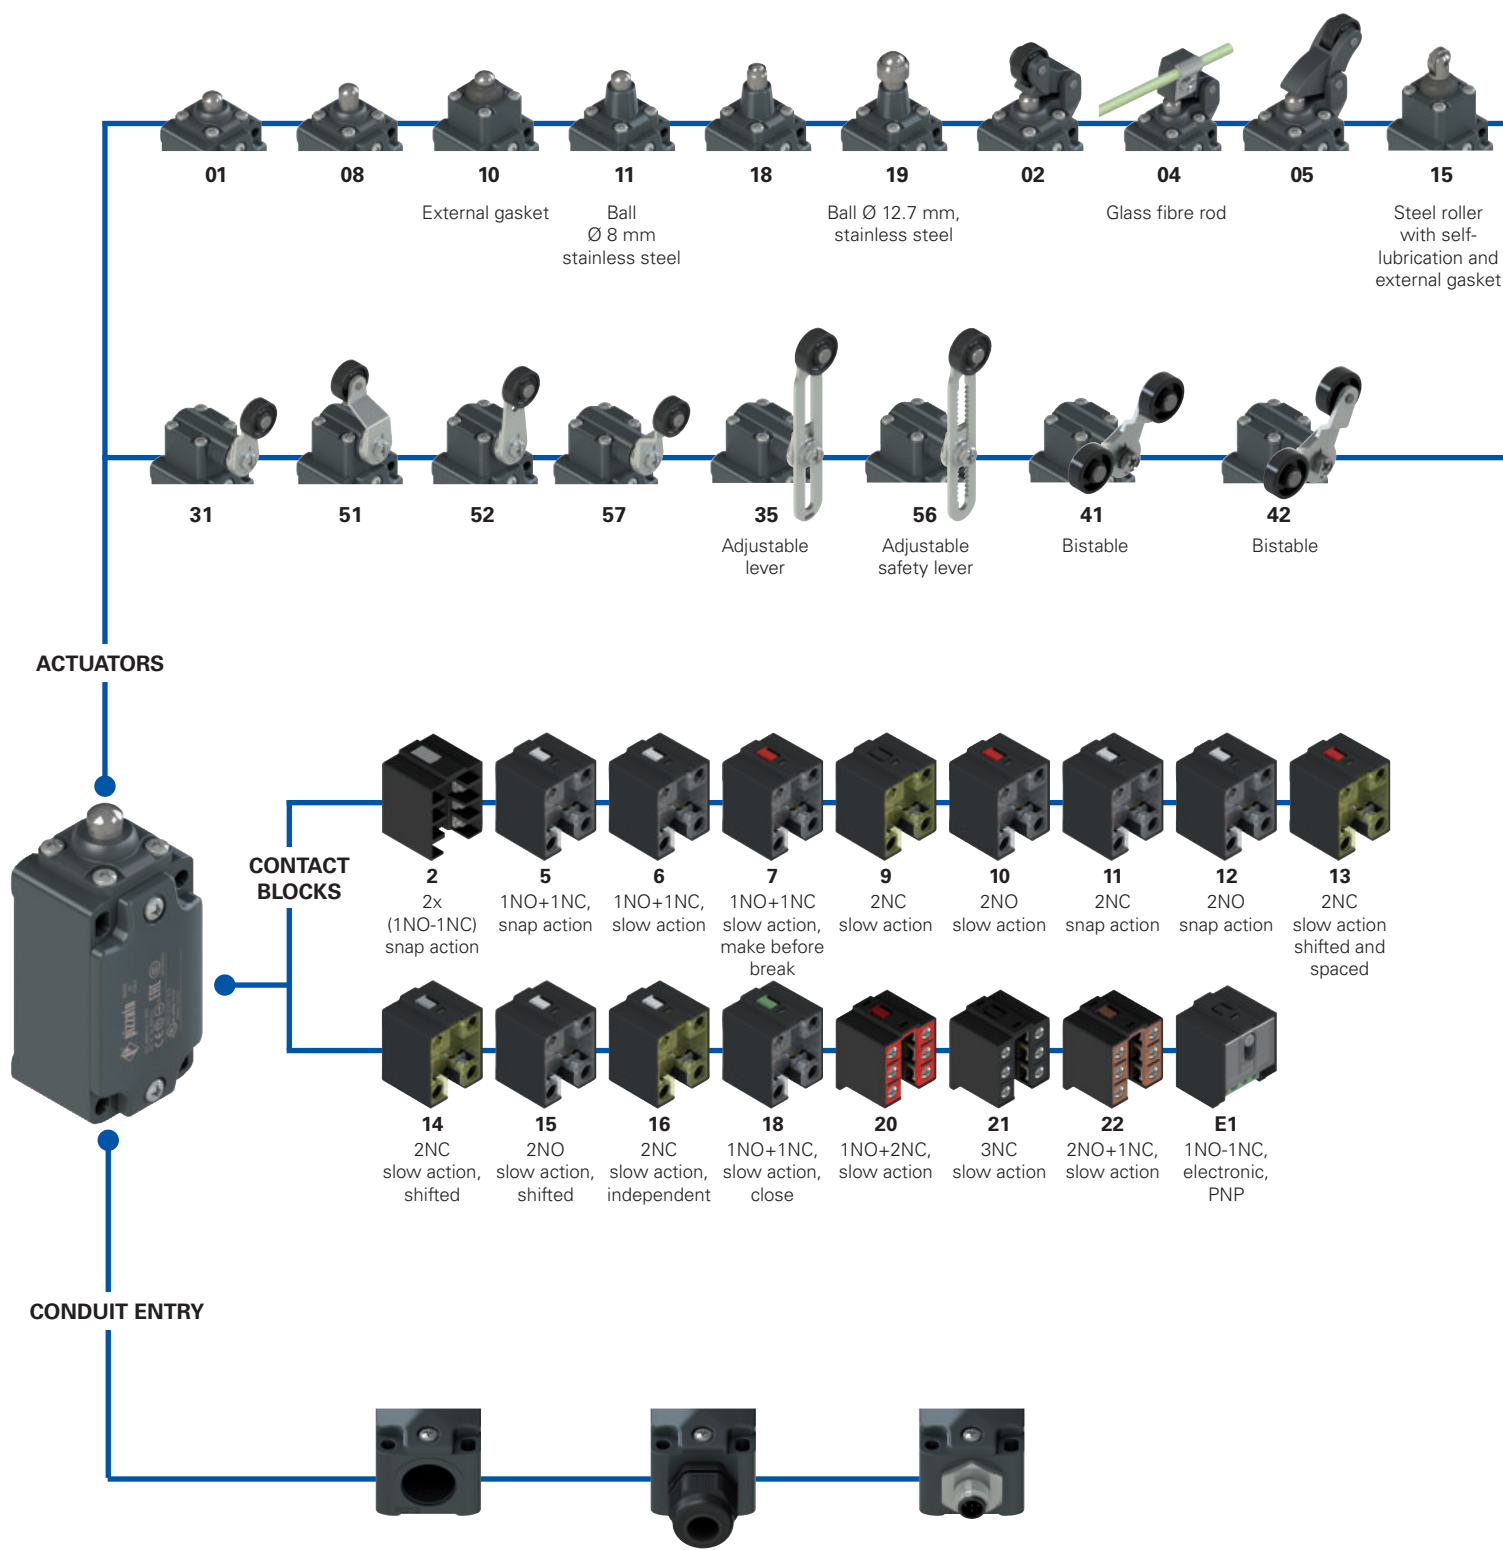 01 08 10 11 18 19 02 04 05 15
External gasket
Ball
Ø 8 mm
stainless steel
Ball Ø 12.7 mm,
stainless steel
Glass fibre rod
Steel roller
with self-
lubrication and
external gasket
31 51 52 57 35 56 41 42
Adjustable
lever
Adjustable
safety lever
Bistable
Bistable
ACTUATORS
CONTACT
BLOCKS
2
2x
(1NO-1NC)
snap action
5
1NO+1NC,
snap action
6
1NO+1NC,
slow action
7
1NO+1NC
slow action,
make before
break
9
2NC
slow action
10
2NO
slow action
11
2NC
snap action
12
2NO
snap action
13
2NC
slow action
shifted and
spaced
pizzato
14
2NC
slow action,
shifted
15
2NO
slow action,
shifted
16
2NC
slow action,
independent
18
1NO+1NC,
slow action,
close
20
1NO+2NC,
slow action
21
3NC
slow action
22
2NO+1NC,
slow action
E1
1NO-1NC,
electronic,
PNP
CONDUIT ENTRY